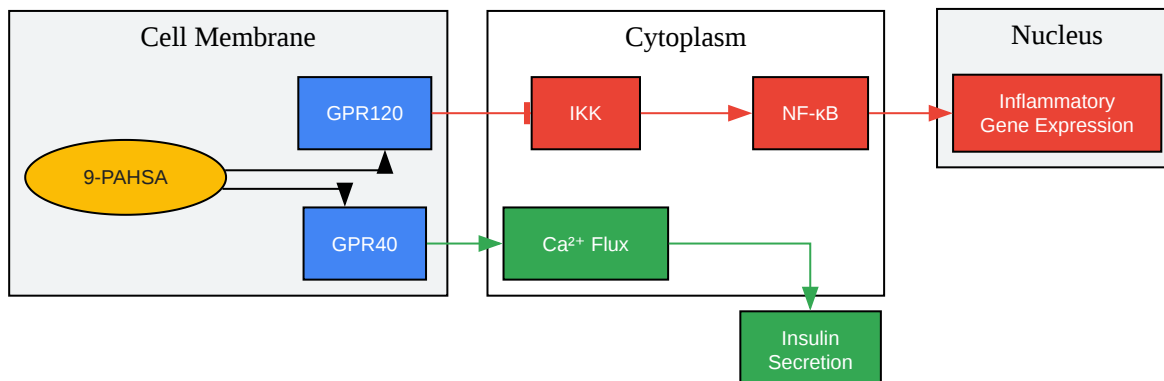 Cell Membrane
Cytoplasm
Nucleus
GPR120
IKK
NF-κB
Inflammatory
Gene Expression
9-PAHSA
GPR40
Ca²⁺ Flux
Insulin
Secretion